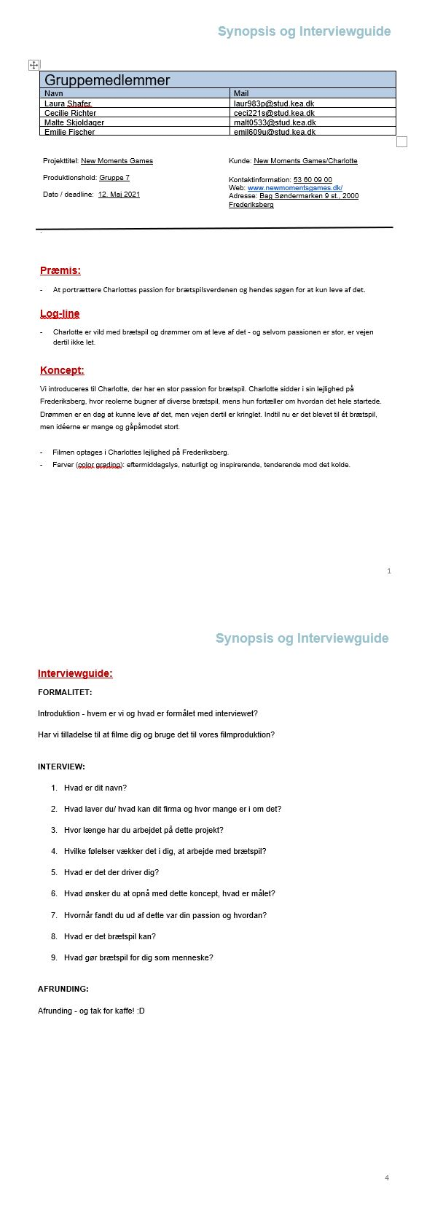 Synopsis og Interviewguide
Gruppemedlemmer
Navn Mail
Laura Shafer laur983p@stud.kea.dk
Cecilie Richter ceci221s@stud.kea.dk
Malte Skjoldager malt0533@stud.kea.dk
Emilie Fischer emil609u@stud.kea.dk
Projekttitel: New Moments Games
Produktionshold: Gruppe 7
Dato / deadline: 12. Maj 2021
Kunde: New Moments Games/Charlotte
Kontaktinformation: 53 60 09 00
Web: www.newmomentsgames.dk/
Adresse: Bag Søndermarken 9 st., 2000
Frederiksberg
Præmis:
- At portrættere Charlottes passion for brætspilsverdenen og hendes søgen for at kun leve af det.
Log-line
- Charlotte er vild med brætspil og drømmer om at leve af det - og selvom passionen er stor, er vejen
dertil ikke let.
Koncept:
Vi introduceres til Charlotte, der har en stor passion for brætspil. Charlotte sidder i sin lejlighed på
Frederiksberg, hvor reolerne bugner af diverse brætspil, mens hun fortæller om hvordan det hele startede.
Drømmen er en dag at kunne leve af det, men vejen dertil er kringlet. Indtil nu er det blevet til ét brætspil,
men idéerne er mange og gåpåmodet stort.
- Filmen optages i Charlottes lejlighed på Frederiksberg.
- Farver (color grading): eftermiddagslys, naturligt og inspirerende, tenderende mod det kolde.
1
Synopsis og Interviewguide
Interviewguide:
FORMALITET:
Introduktion - hvem er vi og hvad er formålet med interviewet?
Har vi tilladelse til at filme dig og bruge det til vores filmproduktion?
INTERVIEW:
1. Hvad er dit navn?
2. Hvad laver du/ hvad kan dit firma og hvor mange er i om det?
3. Hvor længe har du arbejdet på dette projekt?
4. Hvilke følelser vækker det i dig, at arbejde med brætspil?
5. Hvad er det der driver dig?
6. Hvad ønsker du at opnå med dette koncept, hvad er målet?
7. Hvornår fandt du ud af dette var din passion og hvordan?
8. Hvad er det brætspil kan?
9. Hvad gør brætspil for dig som menneske?
AFRUNDING:
Afrunding - og tak for kaffe! :D
4